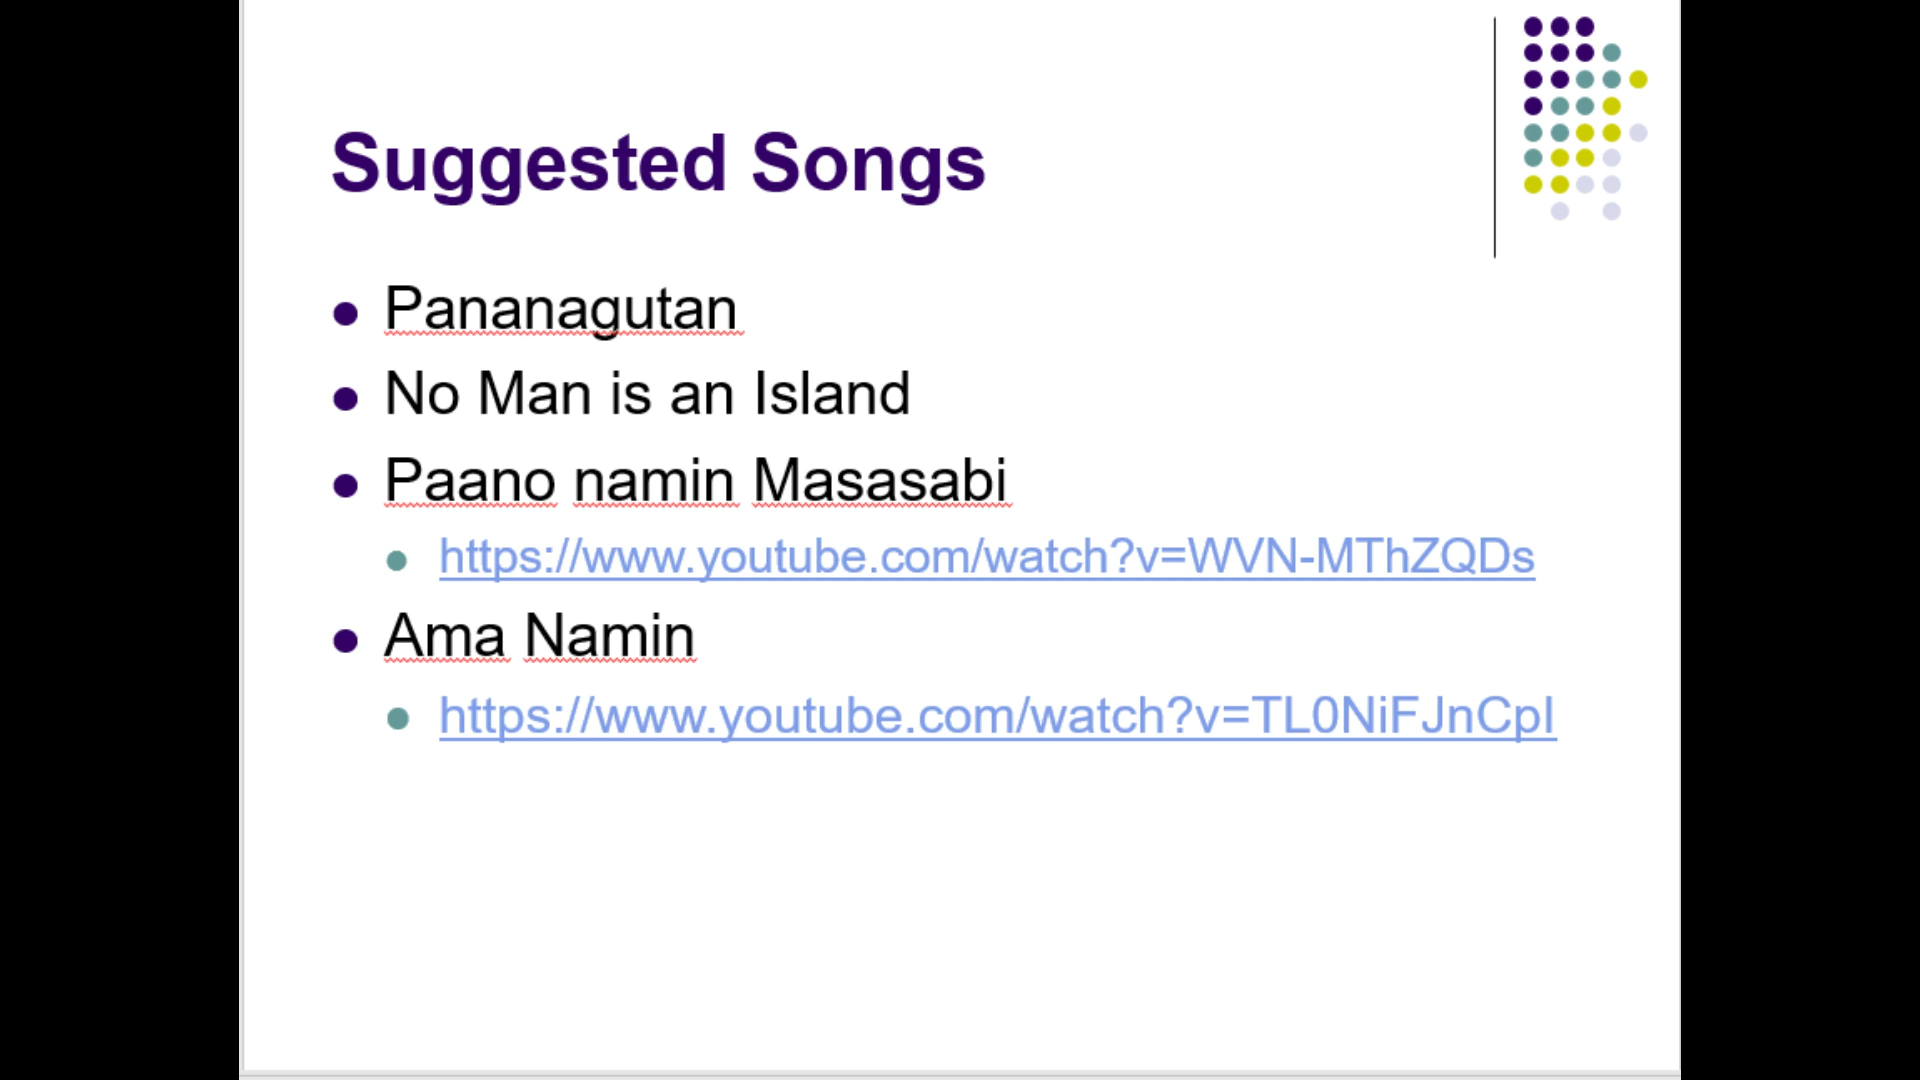 Suggested Songs
Pananagutan
No Man is an Island
Paano namin Masasabi
https://www.youtube.com/watch?v=WVN-MThZQDs
Ama Namin
https://www.youtube.com/watch?v=TL0NiFJnCpI